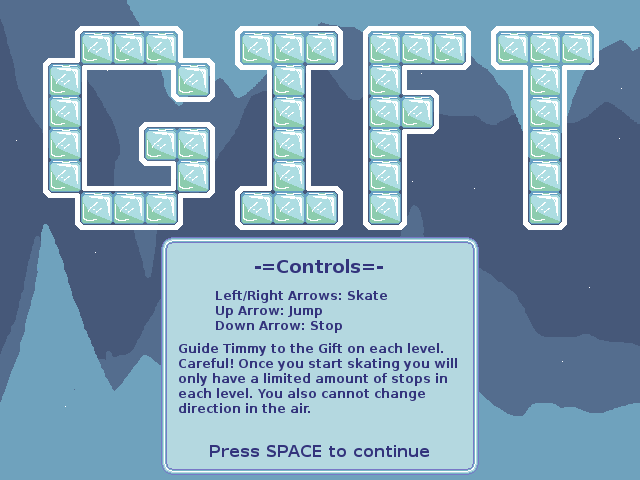 GIFT
-=Controls=-
Left/Right Arrows: Skate
Up Arrow: Jump
Down Arrow: Stop
Guide Timmy to the Gift on each level.
Careful! Once you start skating you will
only have a limited amount of stops in
each level. You also cannot change
direction in the air.
Press SPACE to continue